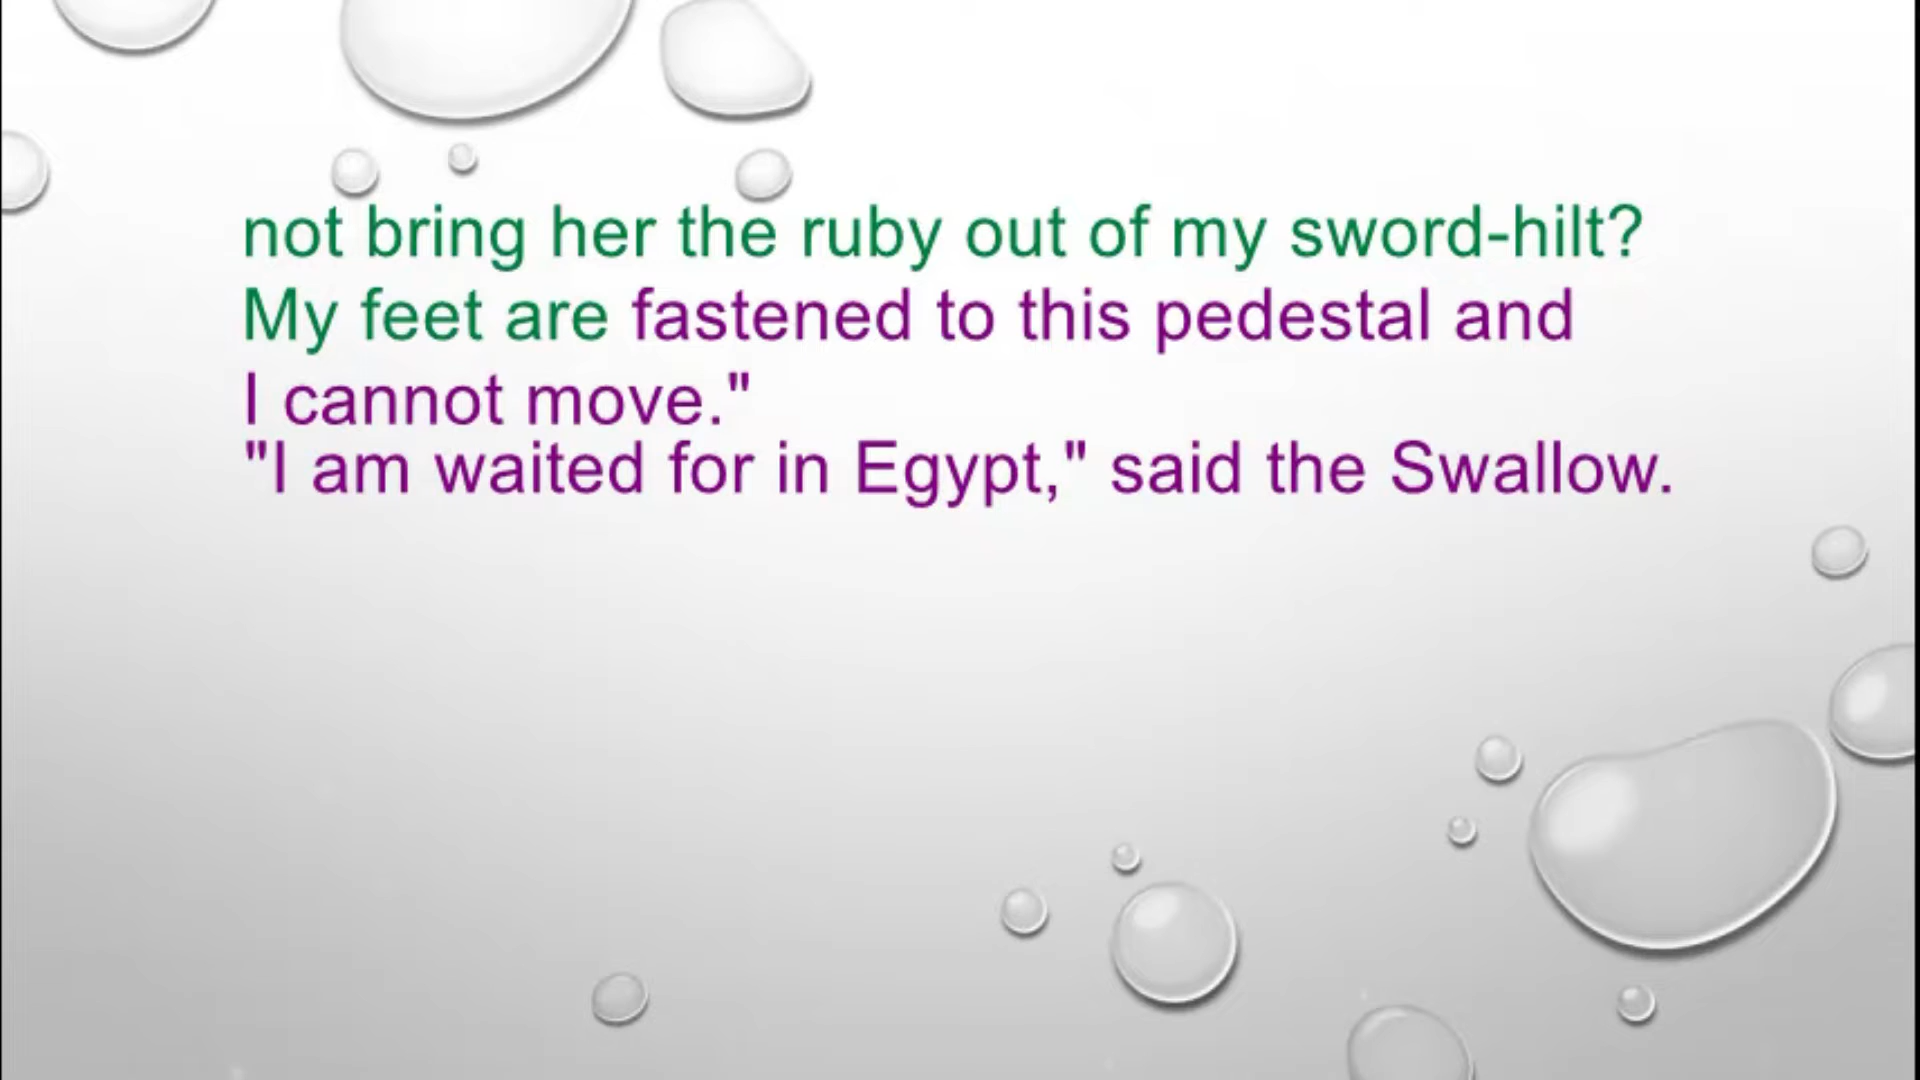 not bring her the ruby out of my sword-hilt?
My feet are fastened to this pedestal and
I cannot move."
"I am waited for in Egypt," said the Swallow.